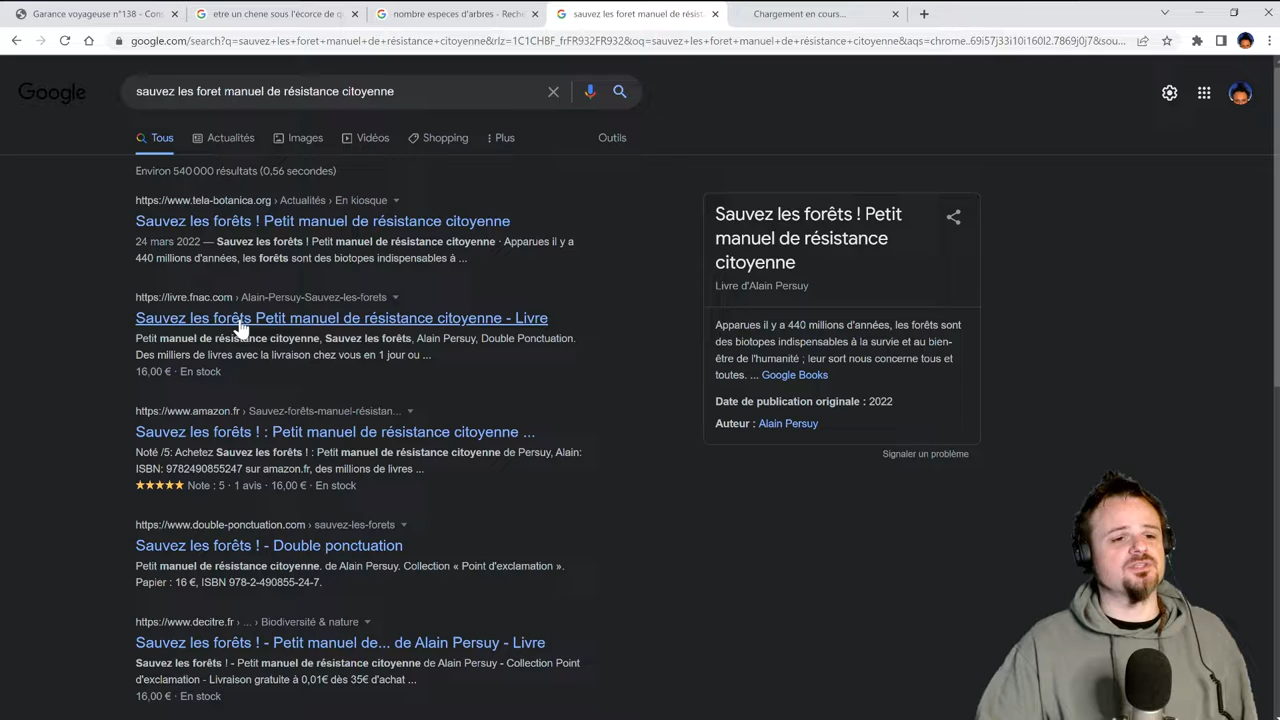 Garance voyageuse n°138 - Con
etre un chene sous l'écorce de q
nombre especes d'arbres - Reche
sauvez les foret manuel de résist
Chargement en cours...
google.com/search?q=sauvez+les+foret+manuel+de+résistance+citoyenne&rlz=1C1CHBF_frFR932FR932&oq=sauvez+les+foret+manuel+de+résistance+citoyenne&aqs=chrome..69i57j33i10i160l2.7869j0j7&sou...
Google
sauvez les foret manuel de résistance citoyenne
Tous Actualités Images Vidéos Shopping Plus Outils
Environ 540 000 résultats (0,56 secondes)
https://www.tela-botanica.org › Actualités › En kiosque
Sauvez les forêts ! Petit manuel de résistance citoyenne
24 mars 2022 — Sauvez les forêts ! Petit manuel de résistance citoyenne · Apparues il y a
440 millions d'années, les forêts sont des biotopes indispensables à ...
https://livre.fnac.com › Alain-Persuy-Sauvez-les-forets
Sauvez les forêts Petit manuel de résistance citoyenne - Livre
Petit manuel de résistance citoyenne, Sauvez les forêts, Alain Persuy, Double Ponctuation.
Des milliers de livres avec la livraison chez vous en 1 jour ou ...
16,00 € · En stock
https://www.amazon.fr › Sauvez-forêts-manuel-résistan...
Sauvez les forêts ! : Petit manuel de résistance citoyenne ...
Noté /5: Achetez Sauvez les forêts ! : Petit manuel de résistance citoyenne de Persuy, Alain:
ISBN: 9782490855247 sur amazon.fr, des millions de livres ...
Note : 5 · 1 avis · 16,00 € · En stock
https://www.double-ponctuation.com › sauvez-les-forets
Sauvez les forêts ! - Double ponctuation
Petit manuel de résistance citoyenne. de Alain Persuy. Collection « Point d'exclamation ».
Papier : 16 €, ISBN 978-2-490855-24-7.
https://www.decitre.fr › ... › Biodiversité & nature
Sauvez les forêts ! - Petit manuel de... de Alain Persuy - Livre
Sauvez les forêts ! - Petit manuel de résistance citoyenne de Alain Persuy - Collection Point
d'exclamation - Livraison gratuite à 0,01€ dès 35€ d'achat ...
16,00 € · En stock
Sauvez les forêts ! Petit
manuel de résistance
citoyenne
Livre d'Alain Persuy
Apparues il y a 440 millions d'années, les forêts sont
des biotopes indispensables à la survie et au bien-
être de l'humanité ; leur sort nous concerne tous et
toutes. ... Google Books
Date de publication originale : 2022
Auteur : Alain Persuy
Signaler un problème